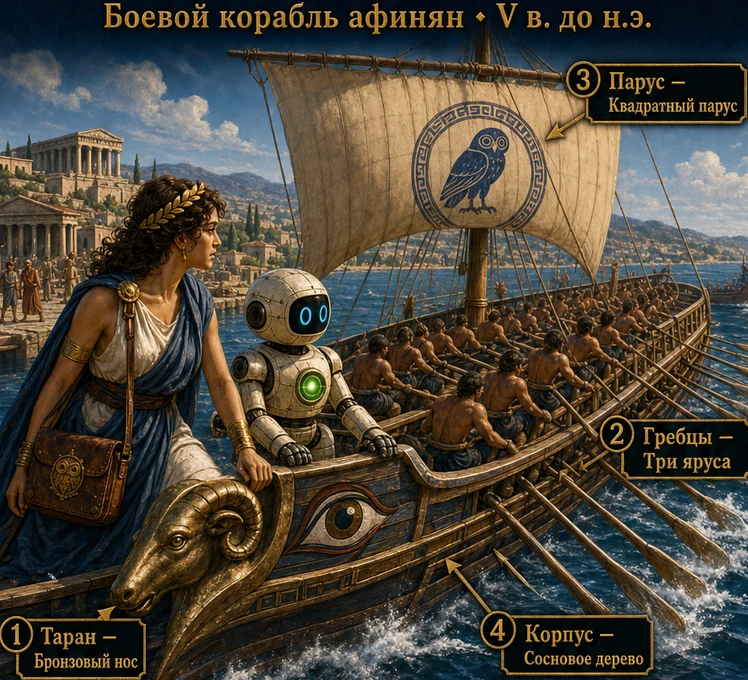 Боевой корабль афинян • V в. до н.э.
3 Парус –
Квадратный парус
2 Гребцы –
Три яруса
1 Таран –
Бронзовый нос
4 Корпус –
Сосновое дерево